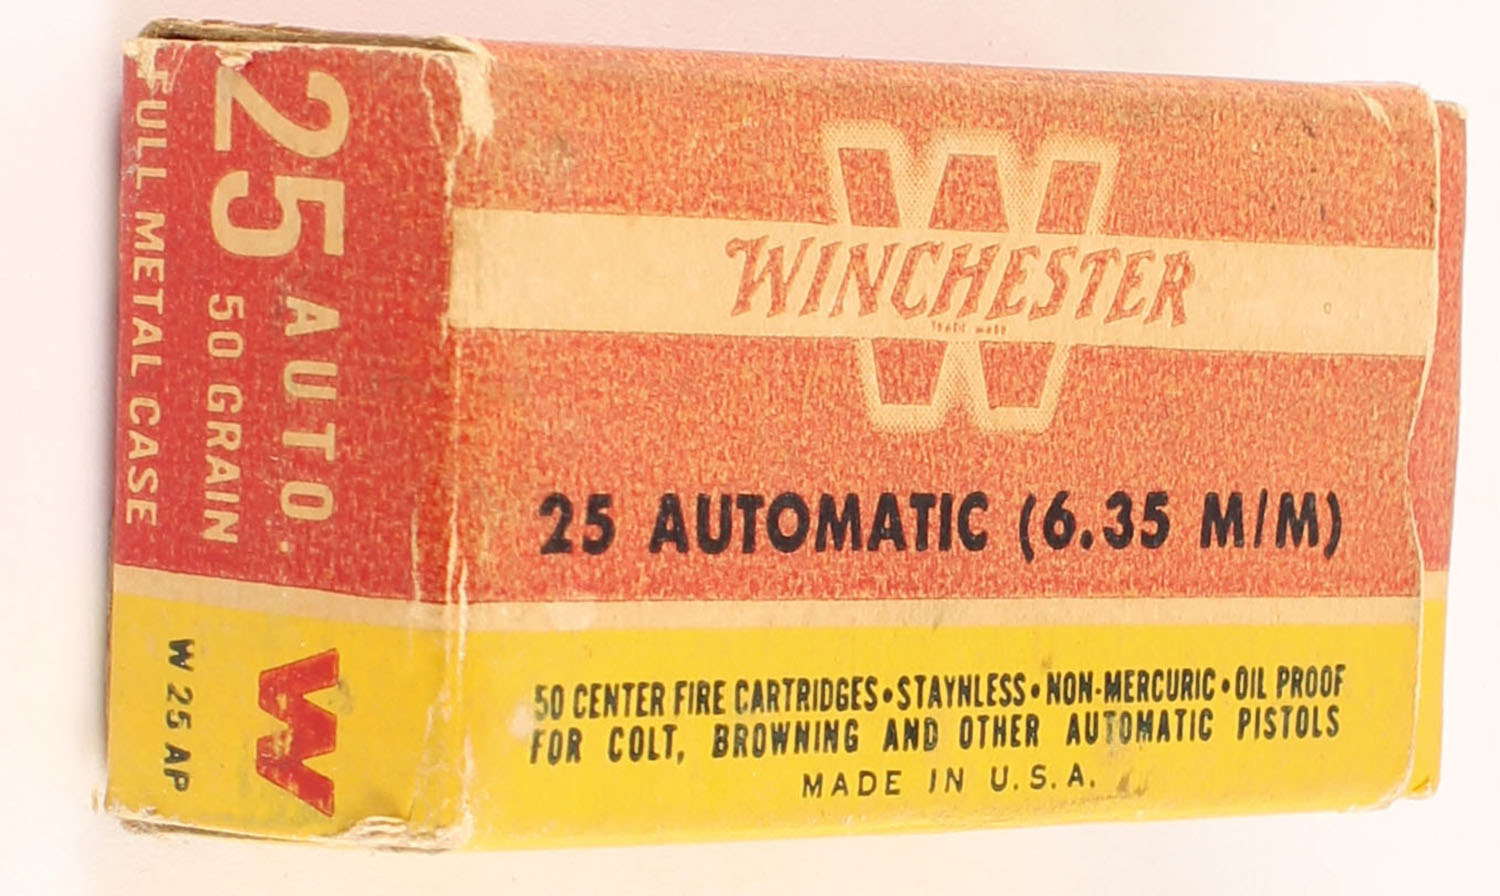 WINCHESTER
TRADE MARK
25 AUTOMATIC (6.35 M/M)
50 CENTER FIRE CARTRIDGES•STAYNLESS•NON-MERCURIC•OIL PROOF
FOR COLT, BROWNING AND OTHER AUTOMATIC PISTOLS
MADE IN U.S.A.
25 AUTO.
50 GRAIN
FULL METAL CASE
W
W 25 AP